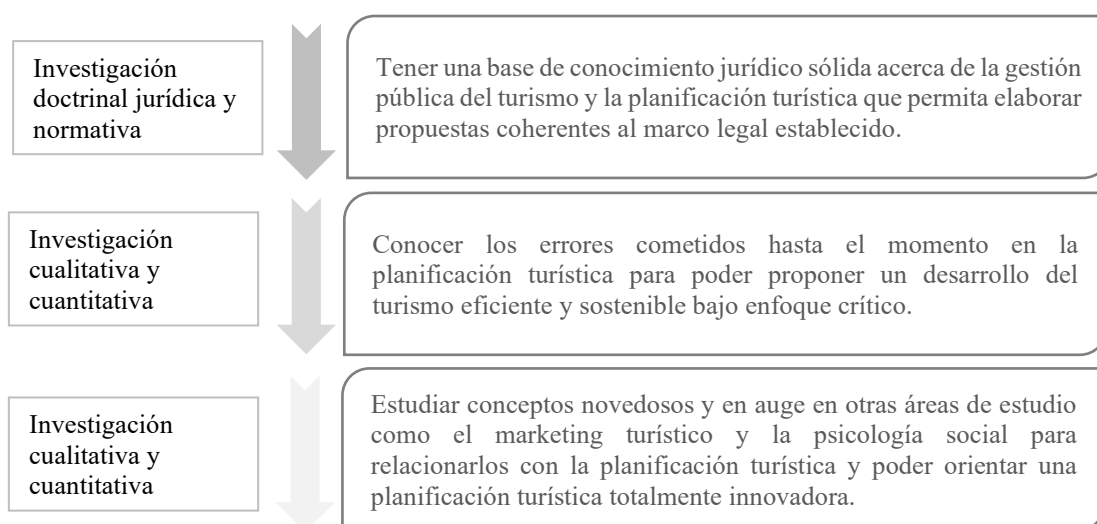 Investigación
doctrinal jurídica y
normativa
Tener una base de conocimiento jurídico sólida acerca de la gestión
pública del turismo y la planificación turística que permita elaborar
propuestas coherentes al marco legal establecido.
Investigación
cualitativa y
cuantitativa
Conocer los errores cometidos hasta el momento en la
planificación turística para poder proponer un desarrollo del
turismo eficiente y sostenible bajo enfoque crítico.
Investigación
cualitativa y
cuantitativa
Estudiar conceptos novedosos y en auge en otras áreas de estudio
como el marketing turístico y la psicología social para
relacionarlos con la planificación turística y poder orientar una
planificación turística totalmente innovadora.